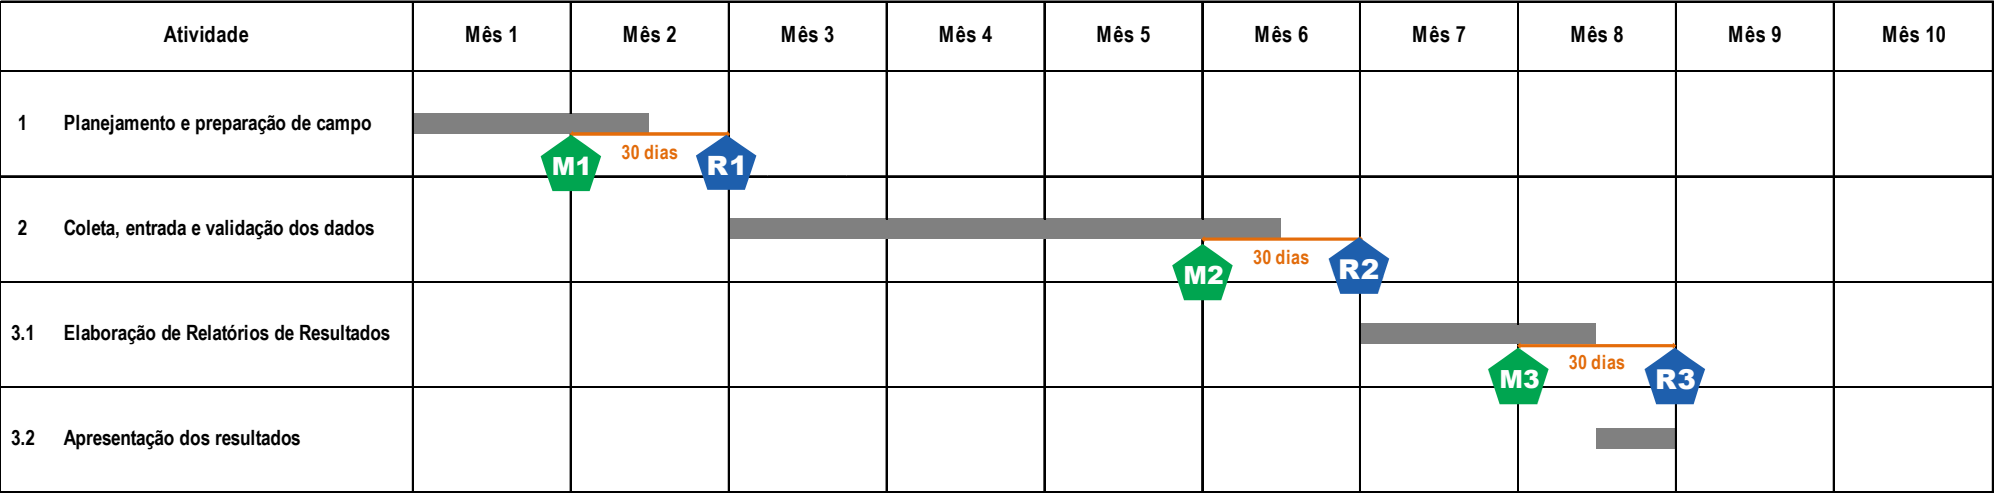 Atividade Mês 1 Mês 2 Mês 3 Mês 4 Mês 5 Mês 6 Mês 7 Mês 8 Mês 9 Mês 10
1 Planejamento e preparação de campo
30 dias
M1 R1
2 Coleta, entrada e validação dos dados
30 dias
M2 R2
3.1 Elaboração de Relatórios de Resultados
30 dias
M3 R3
3.2 Apresentação dos resultados